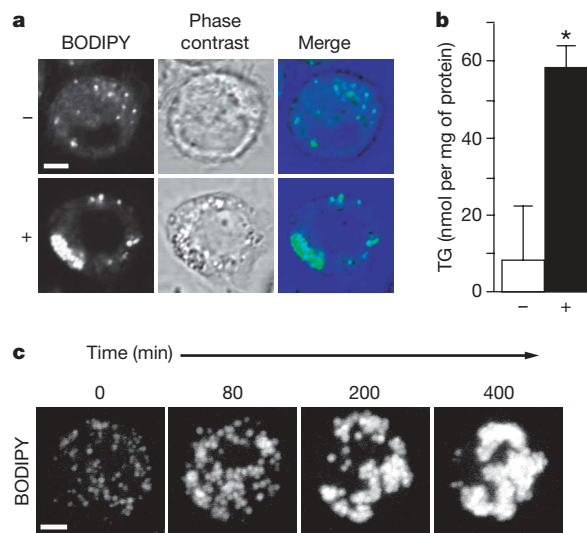 a
BODIPY
Phase
contrast
Merge
–
+
b
TG (nmol per mg of protein)
60
40
20
0
*
–
+
c
Time (min)
0
80
200
400
BODIPY